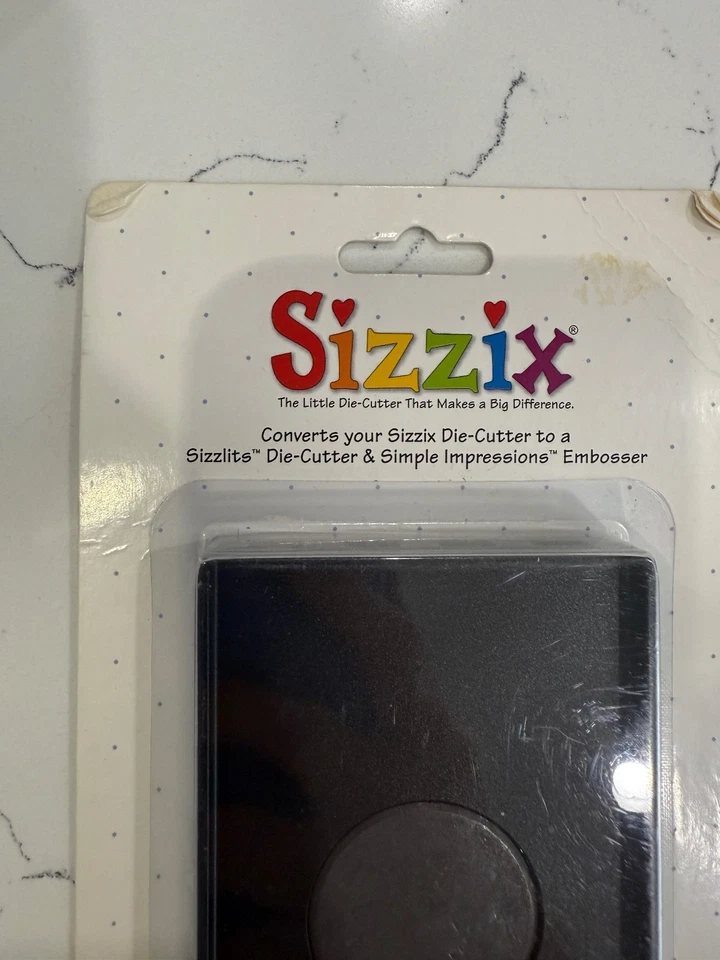 Sizzix®
The Little Die-Cutter That Makes a Big Difference.
Converts your Sizzix Die-Cutter to a
Sizzlits™ Die-Cutter & Simple Impressions™ Embosser